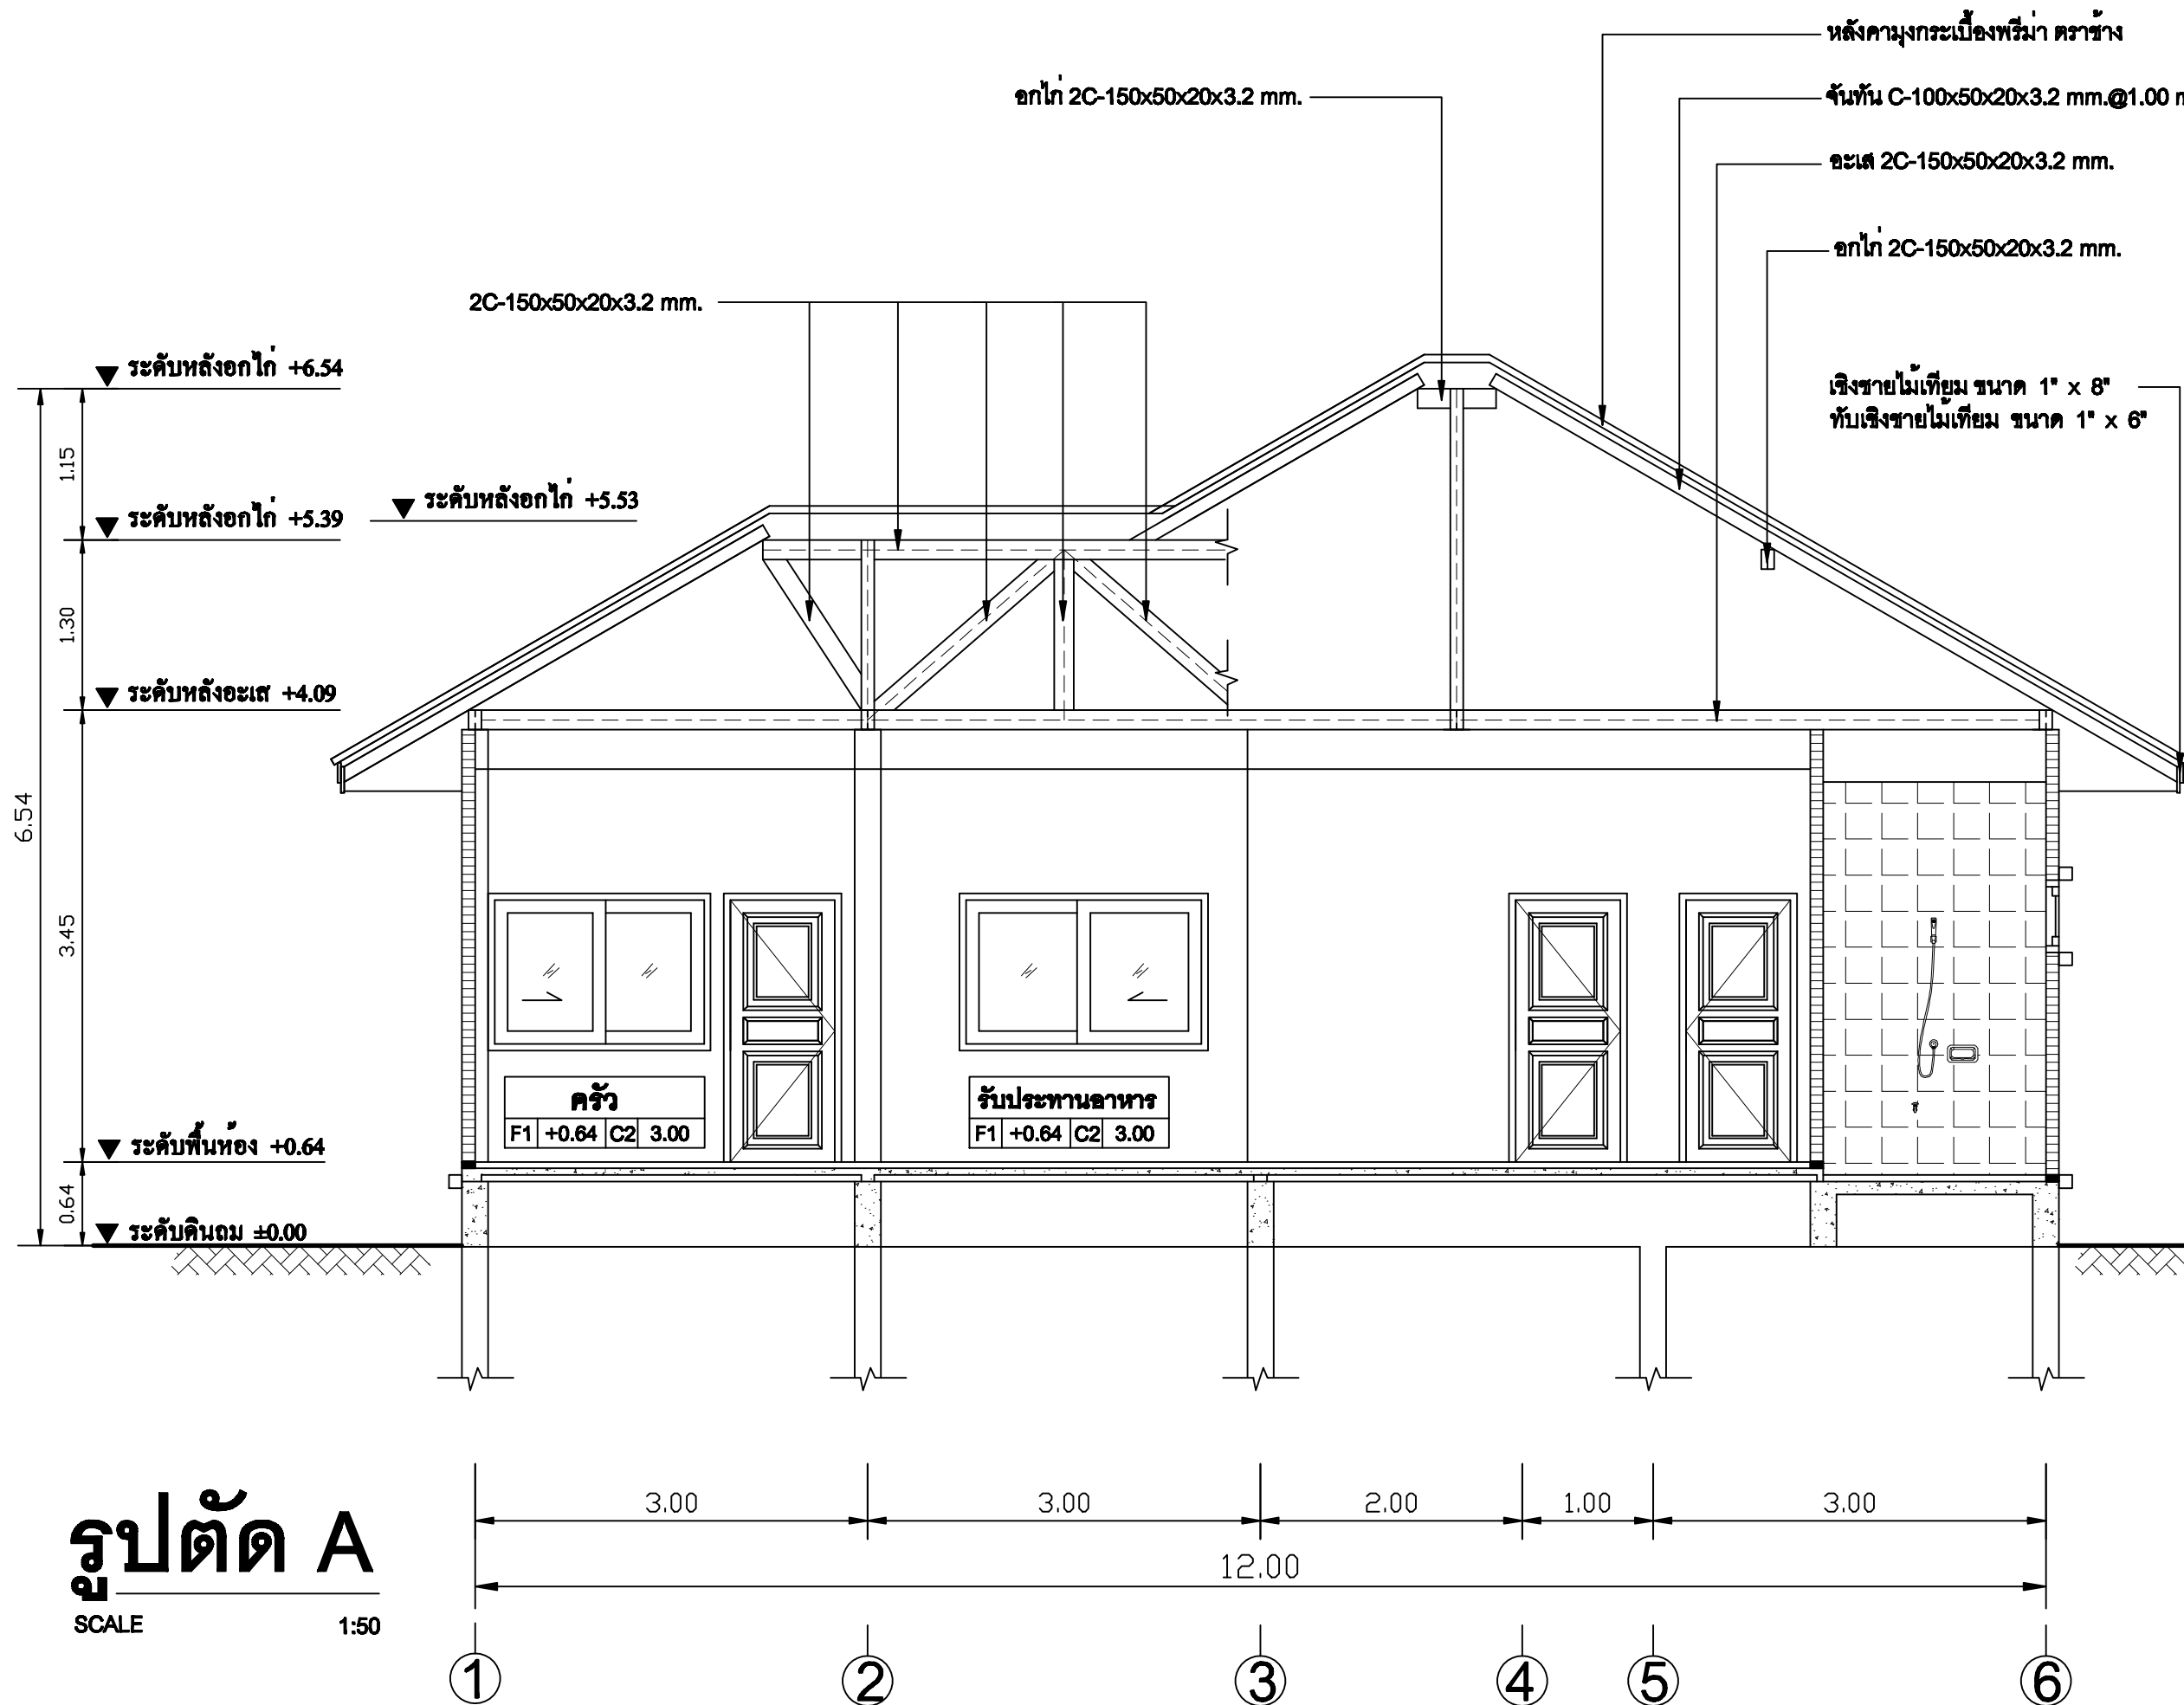 หลังคามุงกระเบื้องพรีม่า ตราช้าง
อกไก่ 2C-150x50x20x3.2 mm.
จันทัน C-100x50x20x3.2 mm.@1.00
อะเส 2C-150x50x20x3.2 mm.
อกไก่ 2C-150x50x20x3.2 mm.
2C-150x50x20x3.2 mm.
ระดับหลังอกไก่ +6.54
เชิงชายไม้เทียม ขนาด 1" x 8"
ทับเชิงชายไม้เทียม ขนาด 1" x 6"
1.15
ระดับหลังอกไก่ +5.53
ระดับหลังอกไก่ +5.39
1.30
ระดับหลังอะเส +4.09
6.54
3.45
ครัว
F1 +0.64 C2 3.00
รับประทานอาหาร
F1 +0.64 C2 3.00
ระดับพื้นห้อง +0.64
0.64
ระดับดินถม ±0.00
3.00 3.00 2.00 1.00 3.00
12.00
รูปตัด A
SCALE 1:50
1 2 3 4 5 6